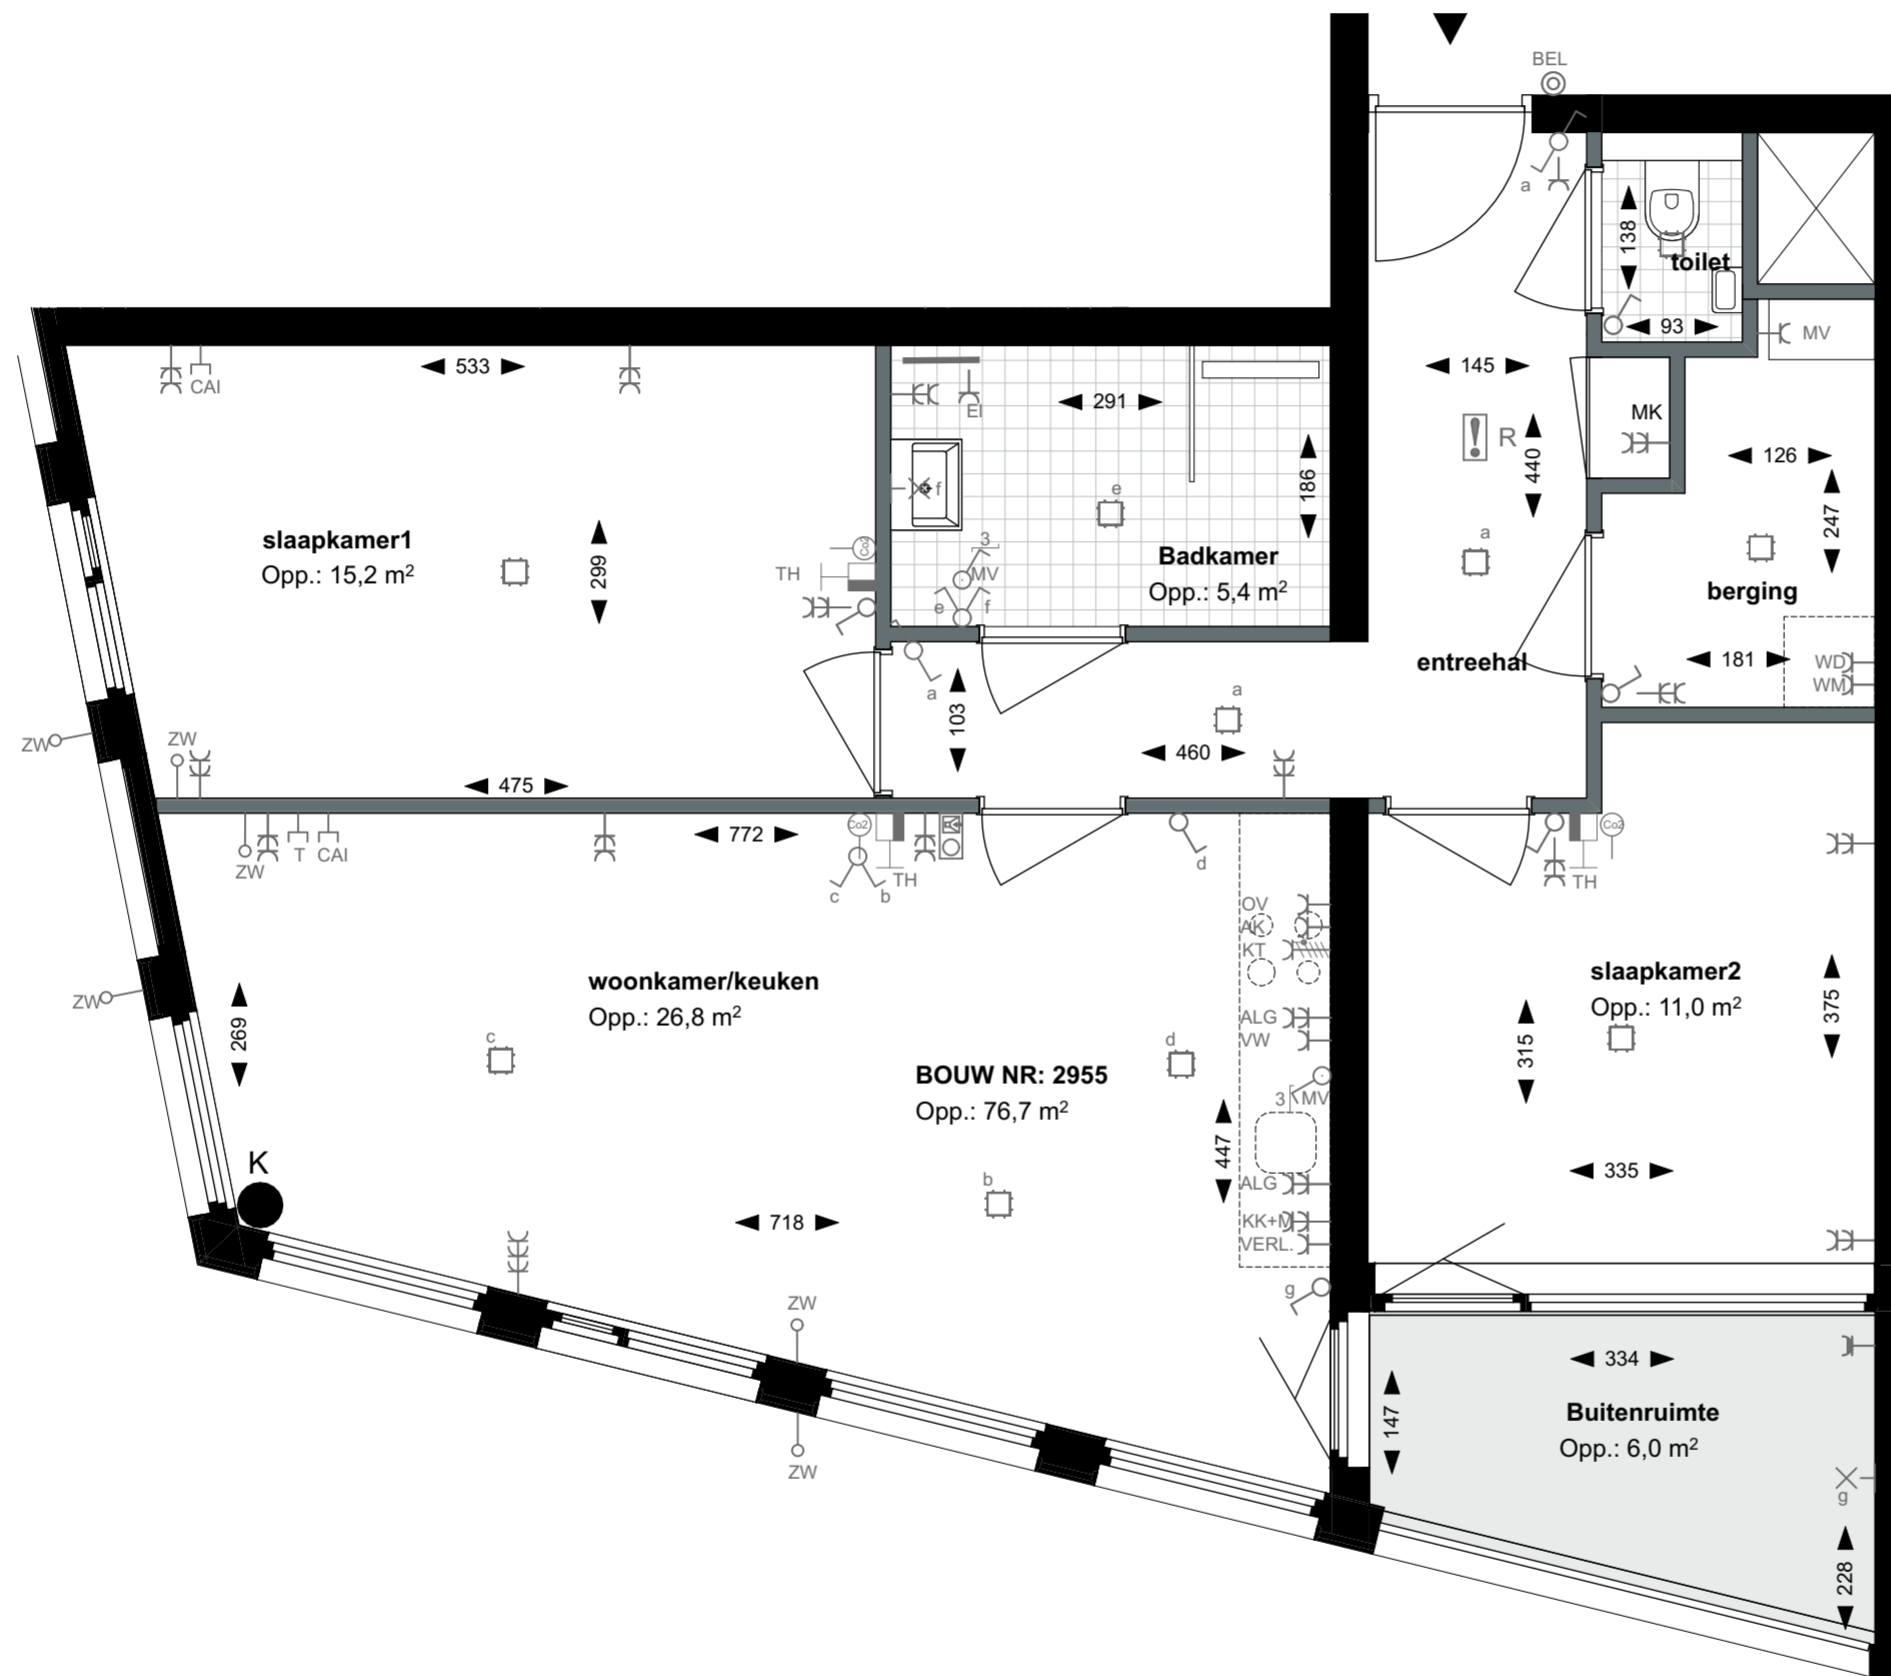 BEL
a
138
toilet
93
MV
CAI
533
145
MK
EI
291
R
440
126
f
186
247
e
slaapkamer1
Opp.: 15,2 m²
299
Co2
TH
3
MV
e
f
Badkamer
Opp.: 5,4 m²
a
berging
entreehal
181
WD
WM
a
103
a
460
ZW
ZW
475
772
ZW
T
CAI
Co2
TH
c
b
d
Co2
TH
OV
AK
KT
woonkamer/keuken
Opp.: 26,8 m²
slaapkamer2
Opp.: 11,0 m²
ZW
269
375
ALG
VW
315
c
d
BOUW NR: 2955
Opp.: 76,7 m²
3
MV
447
K
ALG
335
b
718
KK+M
VERL.
g
ZW
334
147
Buitenruimte
Opp.: 6,0 m²
ZW
g
228